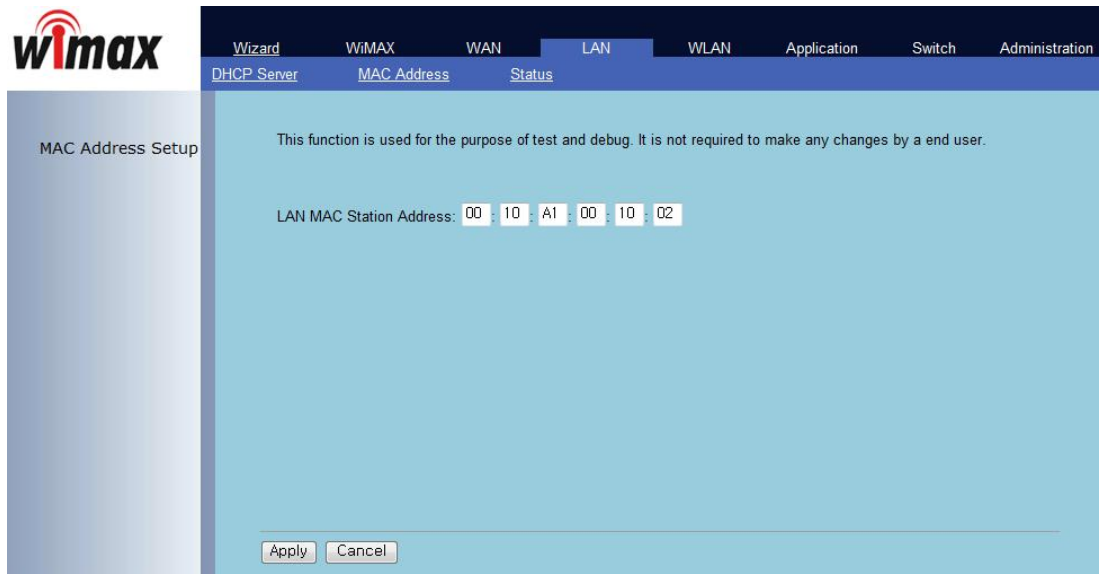 wimax
Wizard WiMAX WAN LAN WLAN Application Switch Administration
DHCP Server MAC Address Status
MAC Address Setup
This function is used for the purpose of test and debug. It is not required to make any changes by a end user.
LAN MAC Station Address: 00 : 10 : A1 : 00 : 10 : 02
Apply Cancel